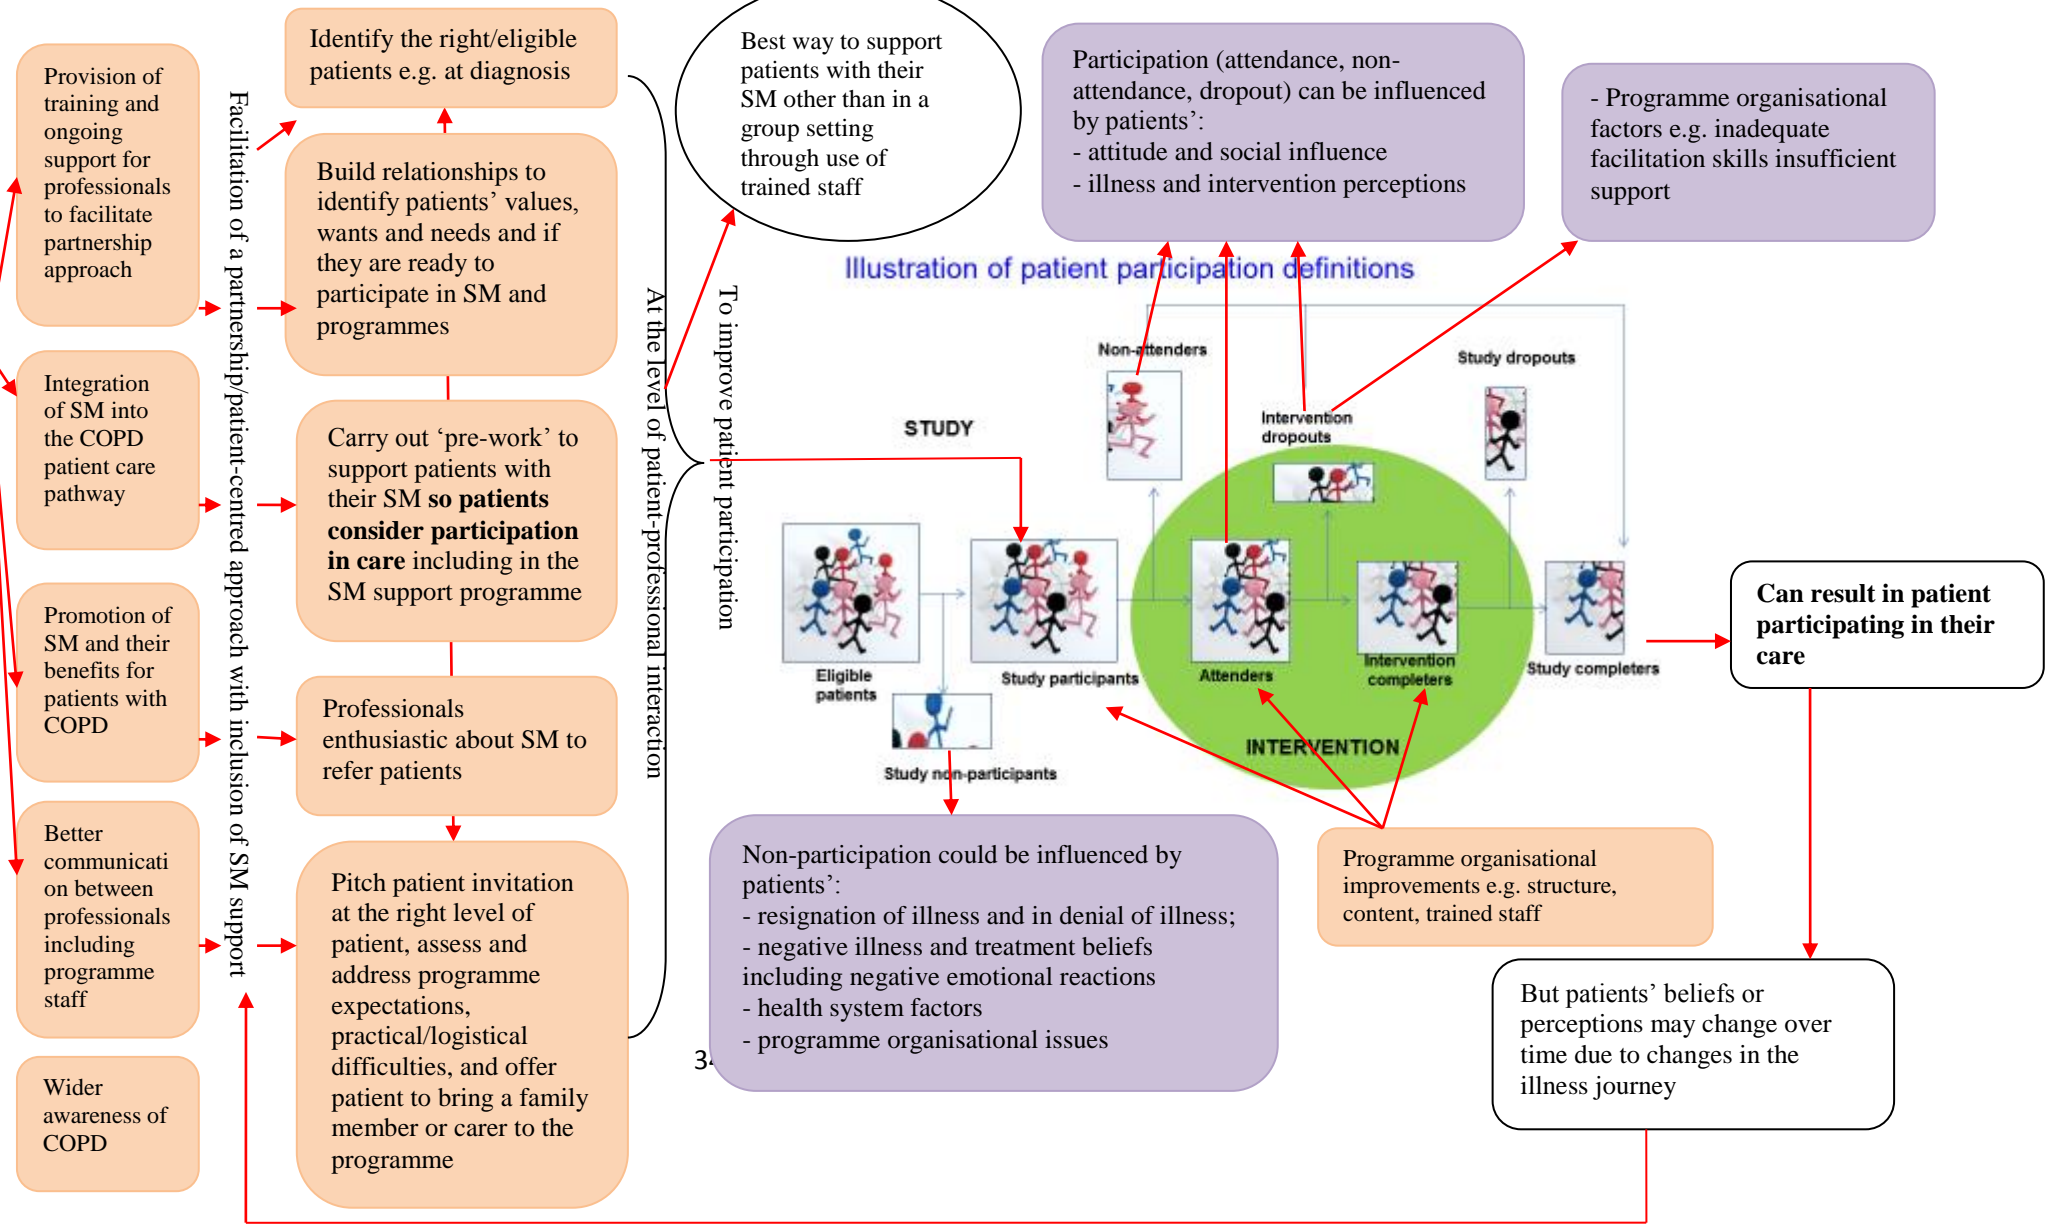 Provision of
training and
ongoing
support for
professionals
to facilitate
partnership
approach
Integration
of SM into
the COPD
patient care
pathway
Promotion of
SM and their
benefits for
patients with
COPD
Better
communicati
on between
professionals
including
programme
staff
Wider
awareness of
COPD
Facilitation of a partnership/patient-centred approach with inclusion of SM support
Identify the right/eligible
patients e.g. at diagnosis
Build relationships to
identify patients’ values,
wants and needs and if
they are ready to
participate in SM and
programmes
Carry out ‘pre-work’ to
support patients with
their SM so patients
consider participation
in care including in the
SM support programme
Professionals
enthusiastic about SM to
refer patients
Pitch patient invitation
at the right level of
patient, assess and
address programme
expectations,
practical/logistical
difficulties, and offer
patient to bring a family
member or carer to the
programme
At the level of patient-professional interaction
To improve patient participation
Best way to support
patients with their
SM other than in a
group setting
through use of
trained staff
Participation (attendance, non-
attendance, dropout) can be influenced
by patients’:
- attitude and social influence
- illness and intervention perceptions
- Programme organisational
factors e.g. inadequate
facilitation skills insufficient
support
Illustration of patient participation definitions
Non-attenders
Study dropouts
STUDY
Intervention
dropouts
Eligible
patients
Study participants
Attenders
Intervention
completers
Study completers
INTERVENTION
Study non-participants
Can result in patient
participating in their
care
Non-participation could be influenced by
patients’:
- resignation of illness and in denial of illness;
- negative illness and treatment beliefs
including negative emotional reactions
- health system factors
- programme organisational issues
Programme organisational
improvements e.g. structure,
content, trained staff
But patients’ beliefs or
perceptions may change over
time due to changes in the
illness journey